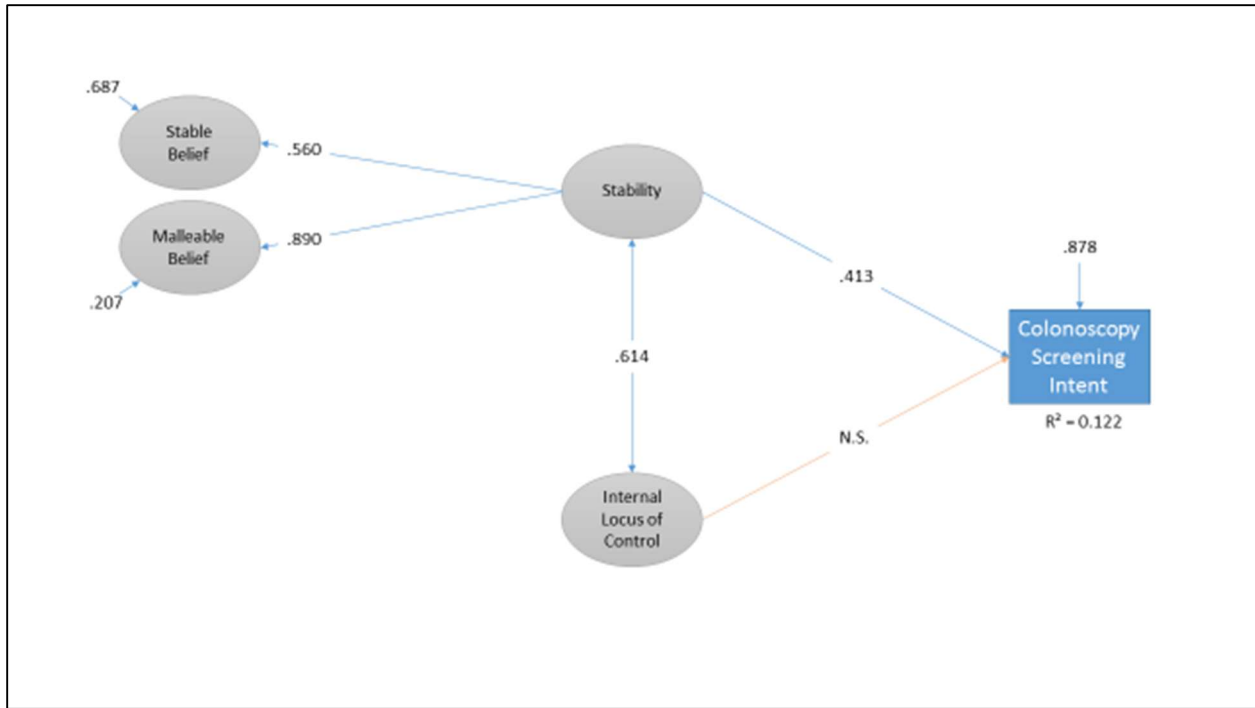 .687
Stable
Belief
.560
Stability
Malleable
Belief
.890
.207
.413
.878
Colonoscopy
Screening
Intent
R² = 0.122
.614
N.S.
Internal
Locus of
Control